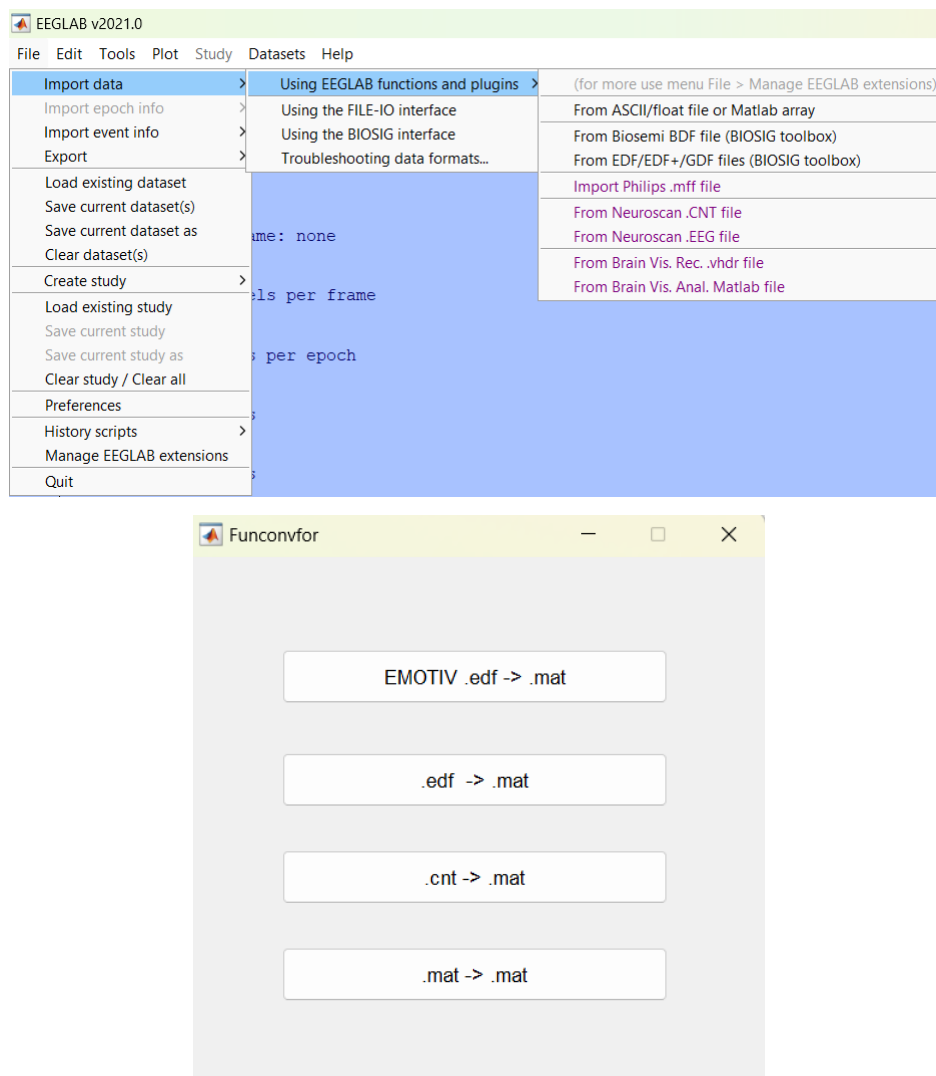 EEGLAB v2021.0
File Edit Tools Plot Study Datasets Help
Import data
Import epoch info
Import event info
Export
Load existing dataset
Save current dataset(s)
Save current dataset as
Clear dataset(s)
Create study
Load existing study
Save current study
Save current study as
Clear study / Clear all
Preferences
History scripts
Manage EEGLAB extensions
Quit
Using EEGLAB functions and plugins
Using the FILE-IO interface
Using the BIOSIG interface
Troubleshooting data formats...
(for more use menu File > Manage EEGLAB extensions)
From ASCII/float file or Matlab array
From Biosemi BDF file (BIOSIG toolbox)
From EDF/EDF+/GDF files (BIOSIG toolbox)
Import Philips .mff file
From Neuroscan .CNT file
From Neuroscan .EEG file
From Brain Vis. Rec. .vhdr file
From Brain Vis. Anal. Matlab file
ame: none
els per frame
s per epoch
s
s
Funconvfor
EMOTIV .edf -> .mat
.edf -> .mat
.cnt -> .mat
.mat -> .mat